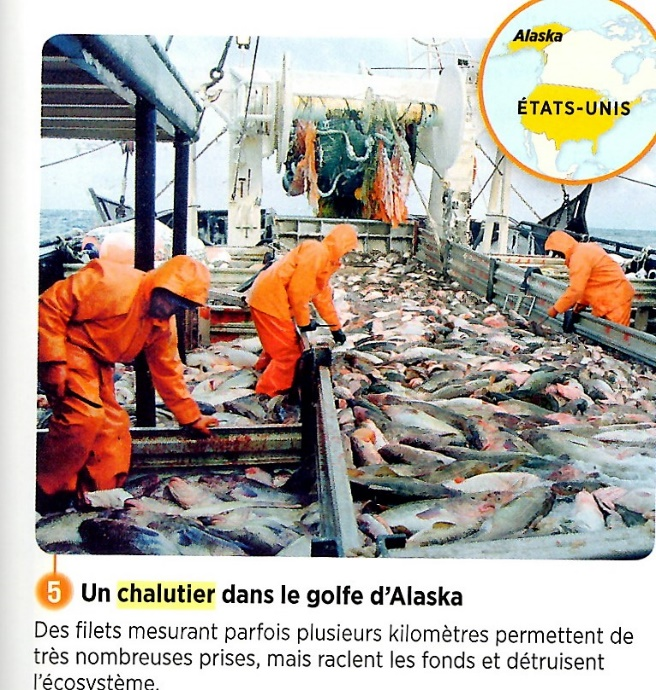 Alaska
ÉTATS-UNIS
5 Un chalutier dans le golfe d'Alaska
Des filets mesurant parfois plusieurs kilomètres permettent de
très nombreuses prises, mais raclent les fonds et détruisent
l'écosystème.